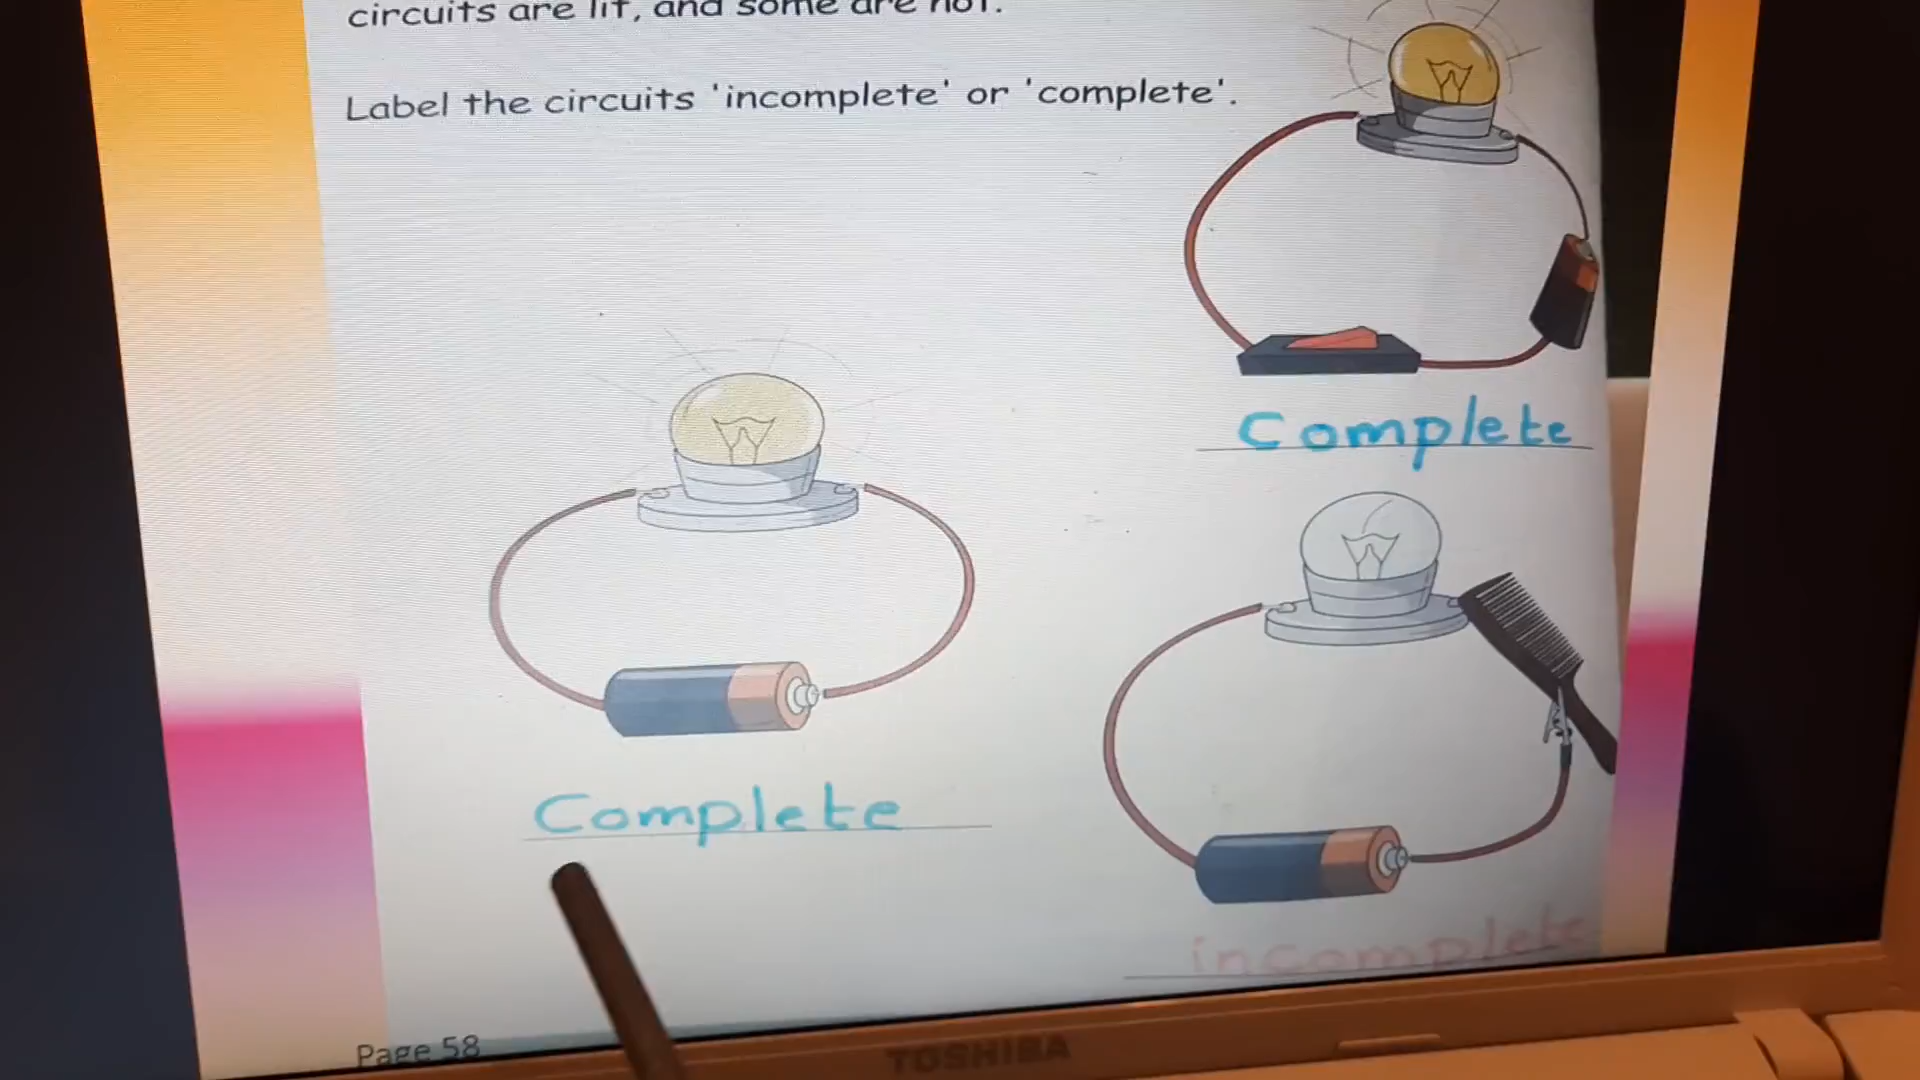 circuits are lit, and some are not.
Label the circuits 'incomplete' or 'complete'.
Complete
Complete
incomplete
Page 58
TOSHIBA